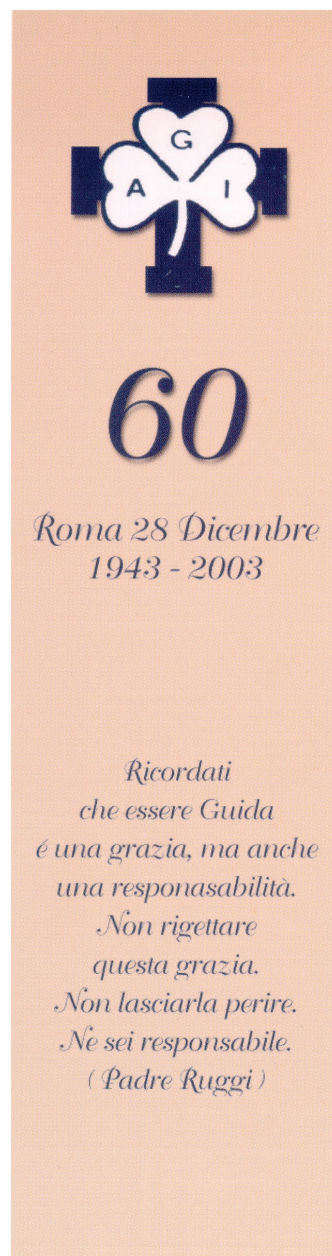 G
A I
60
Roma 28 Dicembre
1943 - 2003
Ricordati
che essere Guida
é una grazia, ma anche
una responasabilità.
Non rigettare
questa grazia.
Non lasciarla perire.
Ne sei responsabile.
( Padre Ruggi )